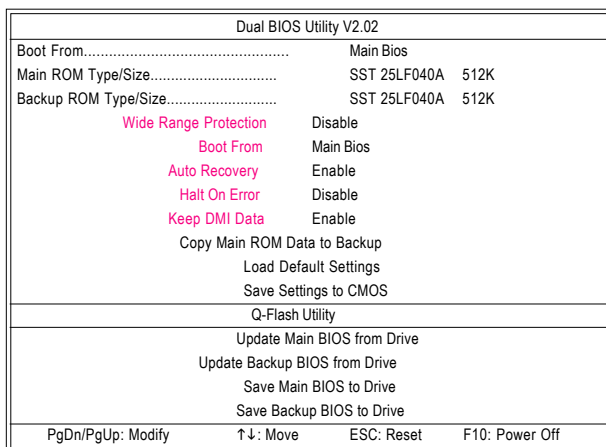 Dual BIOS Utility V2.02
Boot From................................................. Main Bios
Main ROM Type/Size.............................. SST 25LF040A 512K
Backup ROM Type/Size.......................... SST 25LF040A 512K
Wide Range Protection Disable
Boot From Main Bios
Auto Recovery Enable
Halt On Error Disable
Keep DMI Data Enable
Copy Main ROM Data to Backup
Load Default Settings
Save Settings to CMOS
Q-Flash Utility
Update Main BIOS from Drive
Update Backup BIOS from Drive
Save Main BIOS to Drive
Save Backup BIOS to Drive
PgDn/PgUp: Modify ↑↓: Move ESC: Reset F10: Power Off